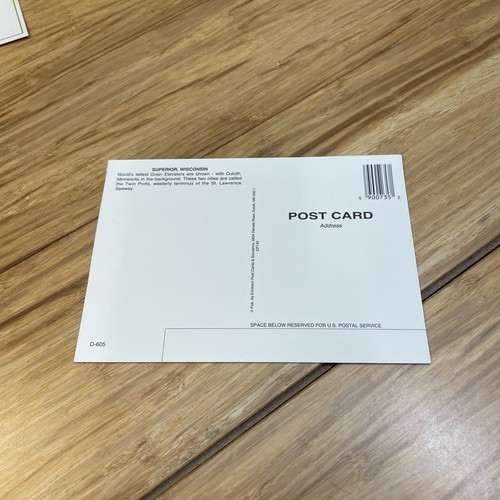 SUPERIOR, WISCONSIN
World's tallest Grain Elevators are shown - with Duluth,
Minnesota in the background. These two cities are called
the Twin Ports, westerly terminus of the St. Lawrence
Seaway.
D-605
POST CARD
Address
SPACE BELOW RESERVED FOR U.S. POSTAL SERVICE